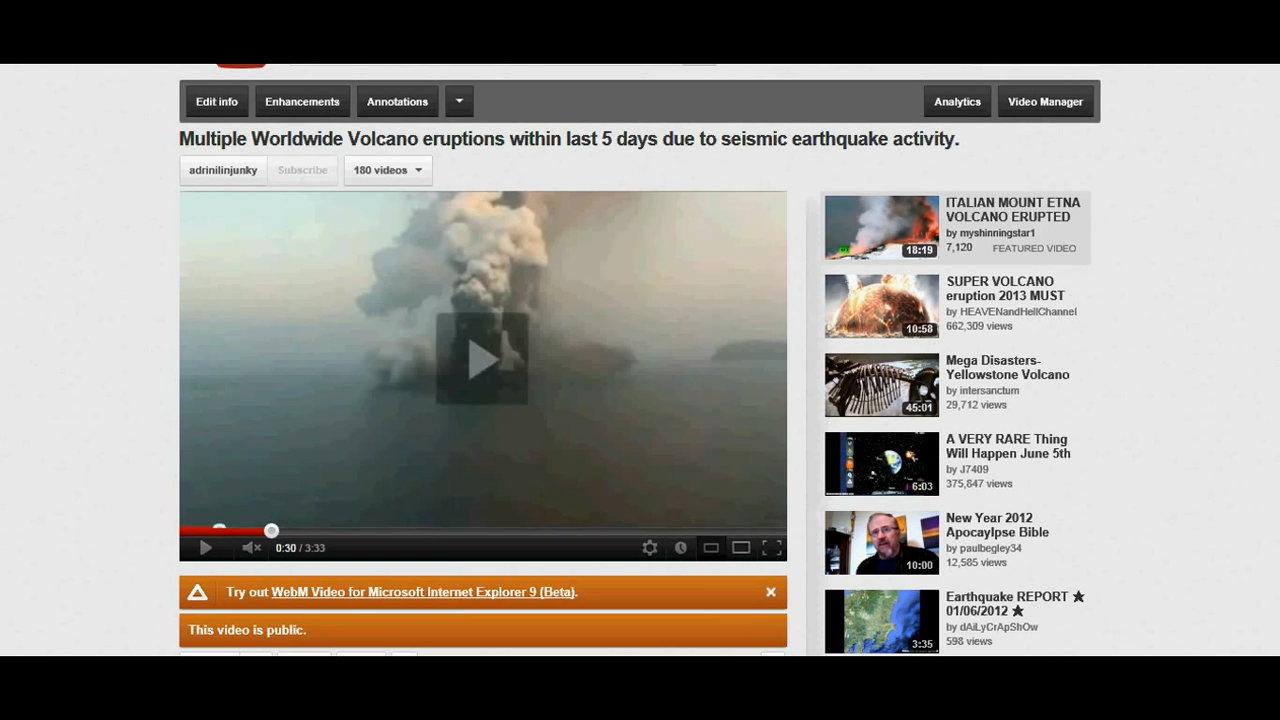 Edit info
Enhancements
Annotations
Analytics
Video Manager
Multiple Worldwide Volcano eruptions within last 5 days due to seismic earthquake activity.
adrinilinjunky
Subscribe
180 videos
0:30 / 3:33
Try out WebM Video for Microsoft Internet Explorer 9 (Beta).
This video is public.
ITALIAN MOUNT ETNA
VOLCANO ERUPTED
by myshinningstar1
7,120 FEATURED VIDEO
18:19
SUPER VOLCANO
eruption 2013 MUST
by HEAVENandHellChannel
662,309 views
10:58
Mega Disasters-
Yellowstone Volcano
by intersanctum
29,712 views
45:01
A VERY RARE Thing
Will Happen June 5th
by J7409
375,847 views
6:03
New Year 2012
Apocaylpse Bible
by paulbegley34
12,585 views
10:00
Earthquake REPORT ★
01/06/2012 ★
by dAiLyCrApShOw
598 views
3:35